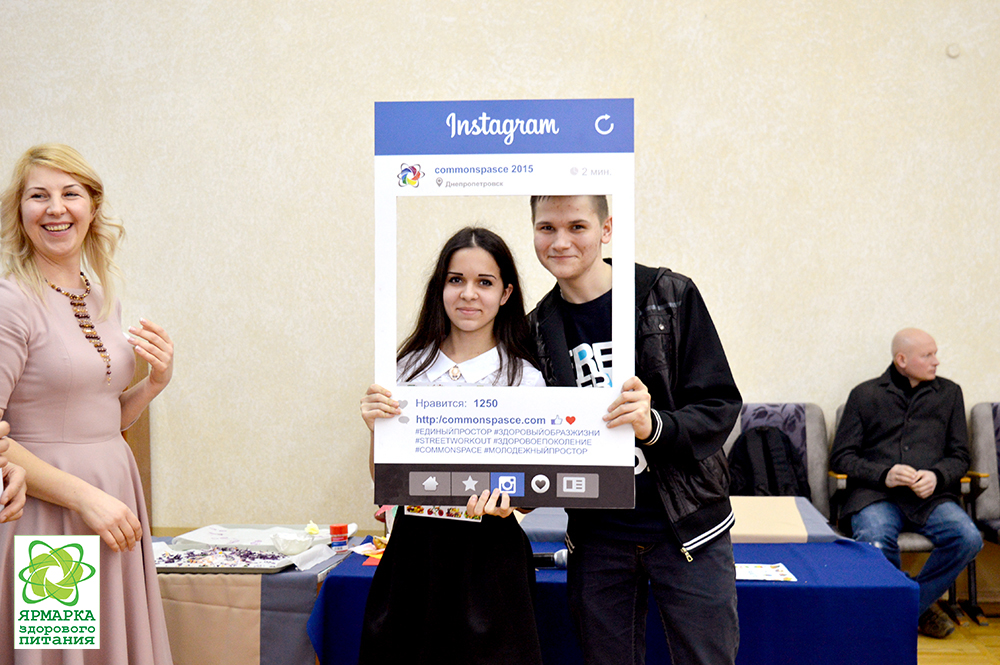 Instagram
commonspasce 2015
2 мин.
Днепропетровск
Нравится: 1250
http:/commonspasce.com
#ЕДИНЫЙПРОСТОР #ЗДОРОВЫЙОБРАЗЖИЗНИ
#STREETWORKOUT #ЗДОРОВОЕПОКОЛЕНИЕ
#COMMONSPACE #МОЛОДЕЖНЫЙПРОСТОР
ЯРМАРКА
здорового
питания